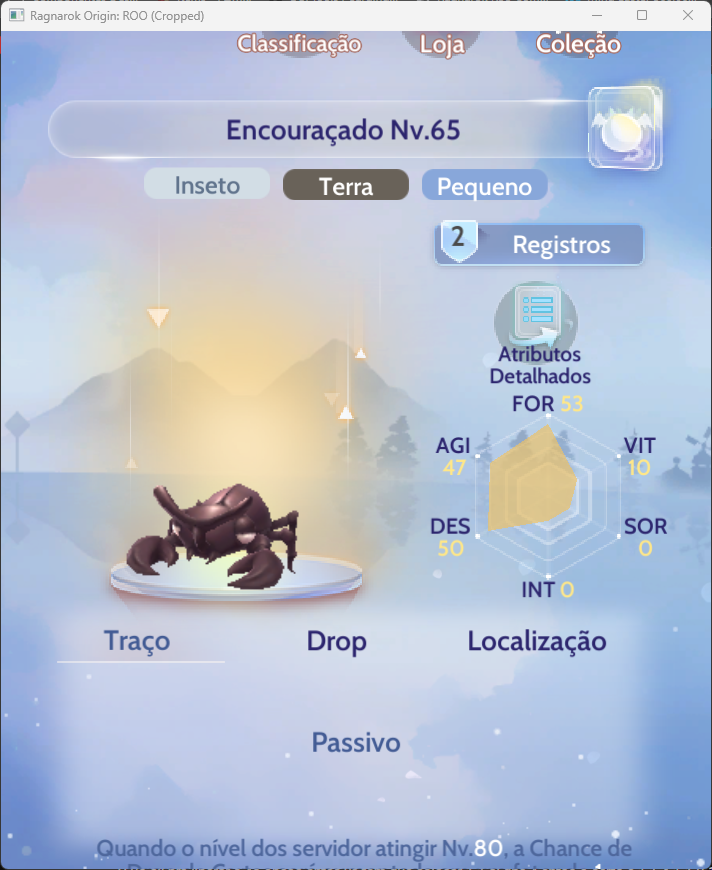 Ragnarok Origin: ROO (Cropped)
Classificação Loja Coleção
Encouraçado Nv.65
Inseto Terra Pequeno
2 Registros
Atributos
Detalhados
FOR 53
AGI 47
VIT 10
DES 50
SOR 0
INT 0
Traço Drop Localização
Passivo
Quando o nível dos servidor atingir Nv.80, a Chance de